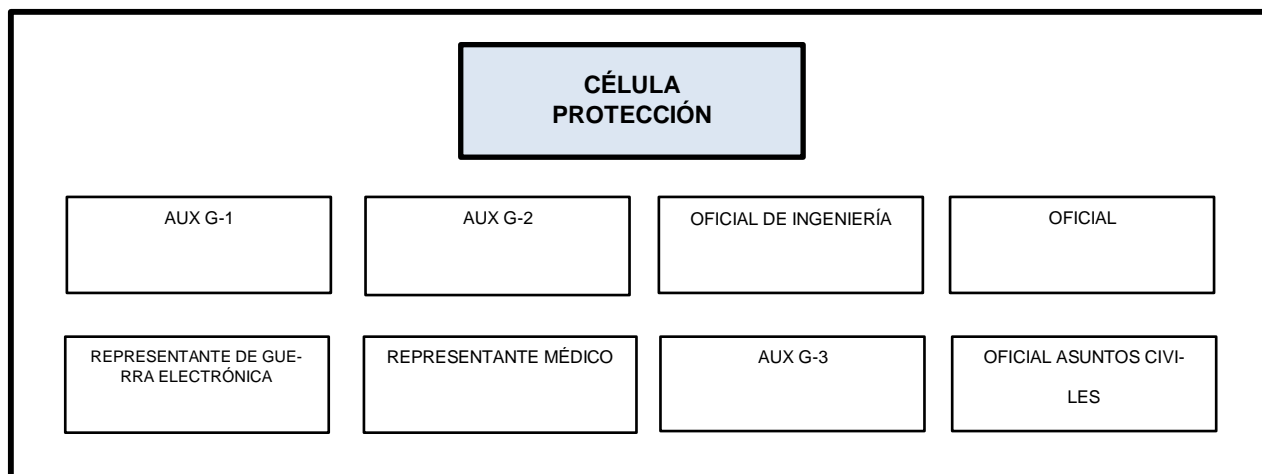 CÉLULA
PROTECCIÓN
AUX G-1
AUX G-2
OFICIAL DE INGENIERÍA
OFICIAL
REPRESENTANTE DE GUE-
RRA ELECTRÓNICA
REPRESENTANTE MÉDICO
AUX G-3
OFICIAL ASUNTOS CIVI-
LES